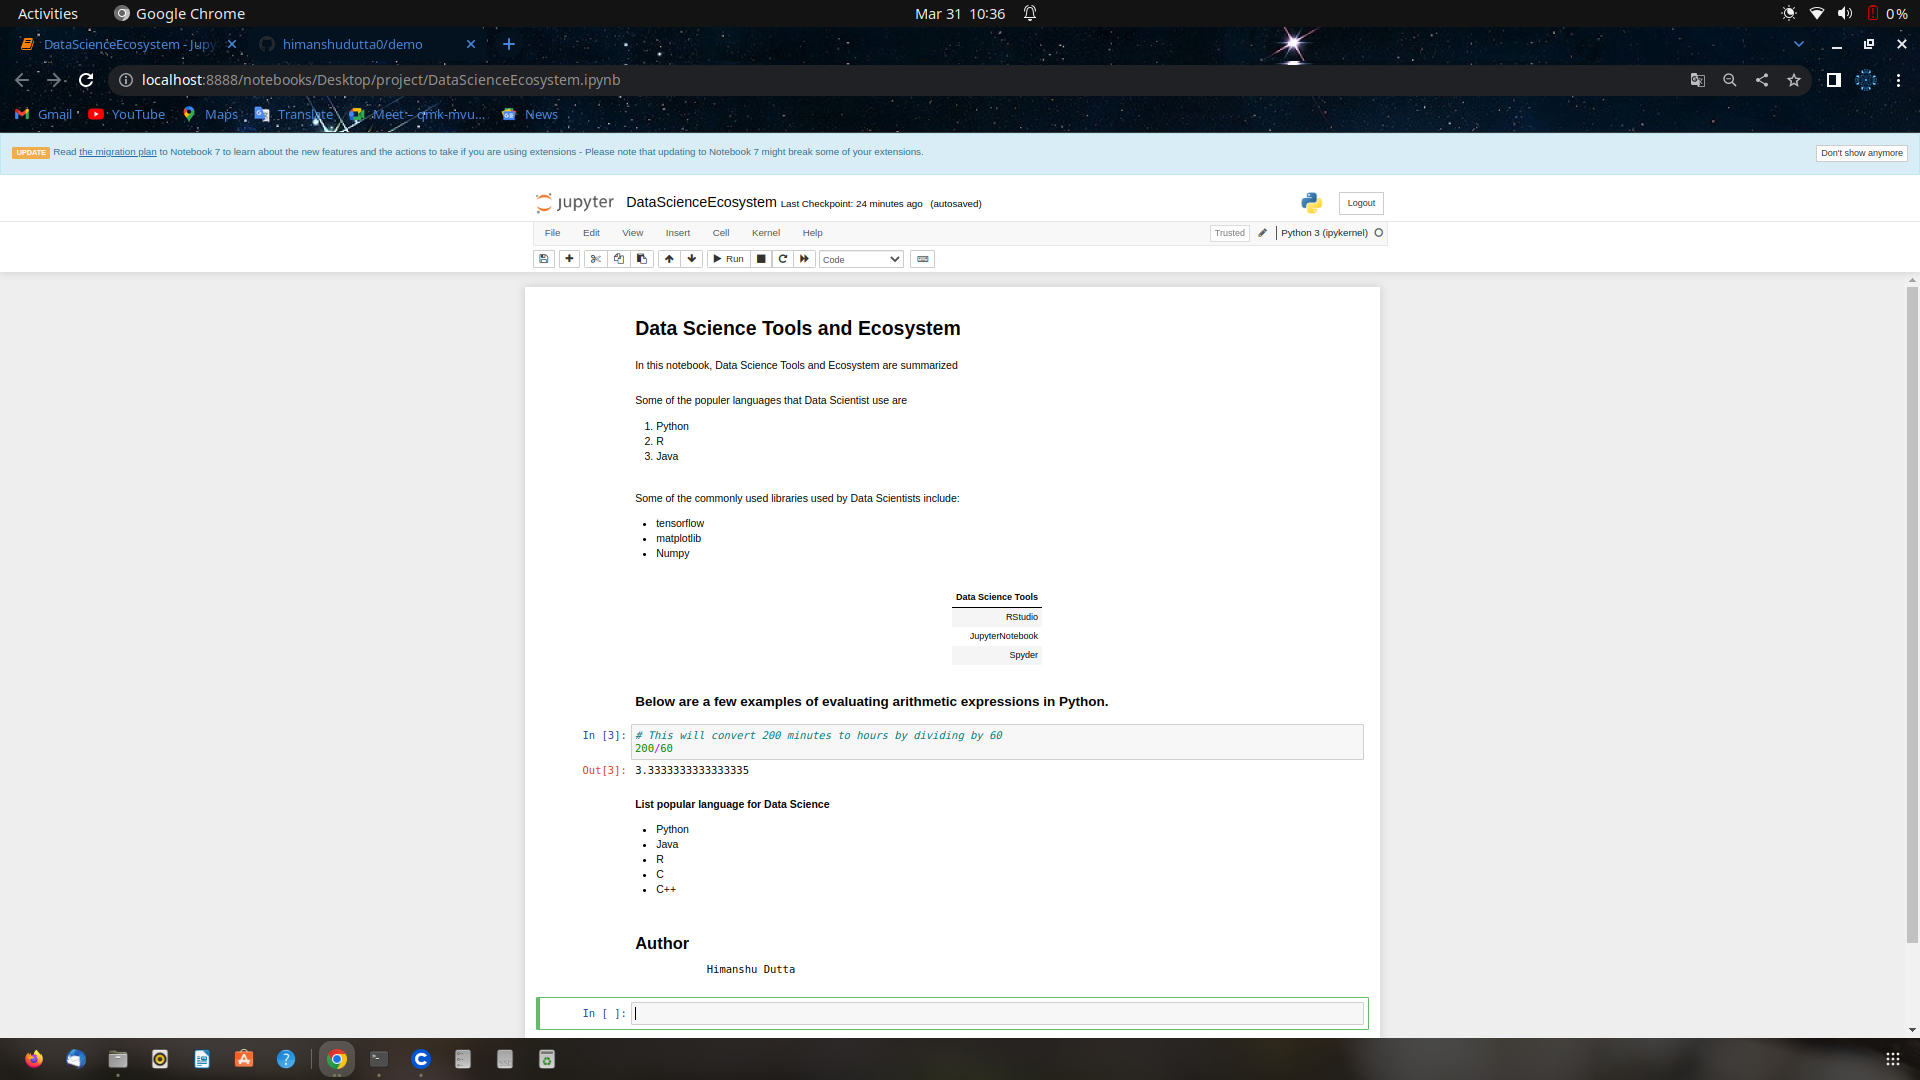 Activities Google Chrome Mar 31 10:36 0 %
DataScienceEcosystem - Jupy himanshudutta0/demo
localhost:8888/notebooks/Desktop/project/DataScienceEcosystem.ipynb
Gmail YouTube Maps Translate Meet – qmk-mvu... News
UPDATE Read the migration plan to Notebook 7 to learn about the new features and the actions to take if you are using extensions - Please note that updating to Notebook 7 might break some of your extensions. Don't show anymore
jupyter DataScienceEcosystem Last Checkpoint: 24 minutes ago (autosaved) Logout
File Edit View Insert Cell Kernel Help Trusted Python 3 (ipykernel)
Run Code
Data Science Tools and Ecosystem
In this notebook, Data Science Tools and Ecosystem are summarized
Some of the populer languages that Data Scientist use are
1. Python
2. R
3. Java
Some of the commonly used libraries used by Data Scientists include:
• tensorflow
• matplotlib
• Numpy
Data Science Tools
RStudio
JupyterNotebook
Spyder
Below are a few examples of evaluating arithmetic expressions in Python.
In [3]: # This will convert 200 minutes to hours by dividing by 60
200/60
Out[3]: 3.3333333333333335
List popular language for Data Science
• Python
• Java
• R
• C
• C++
Author
Himanshu Dutta
In [ ]: